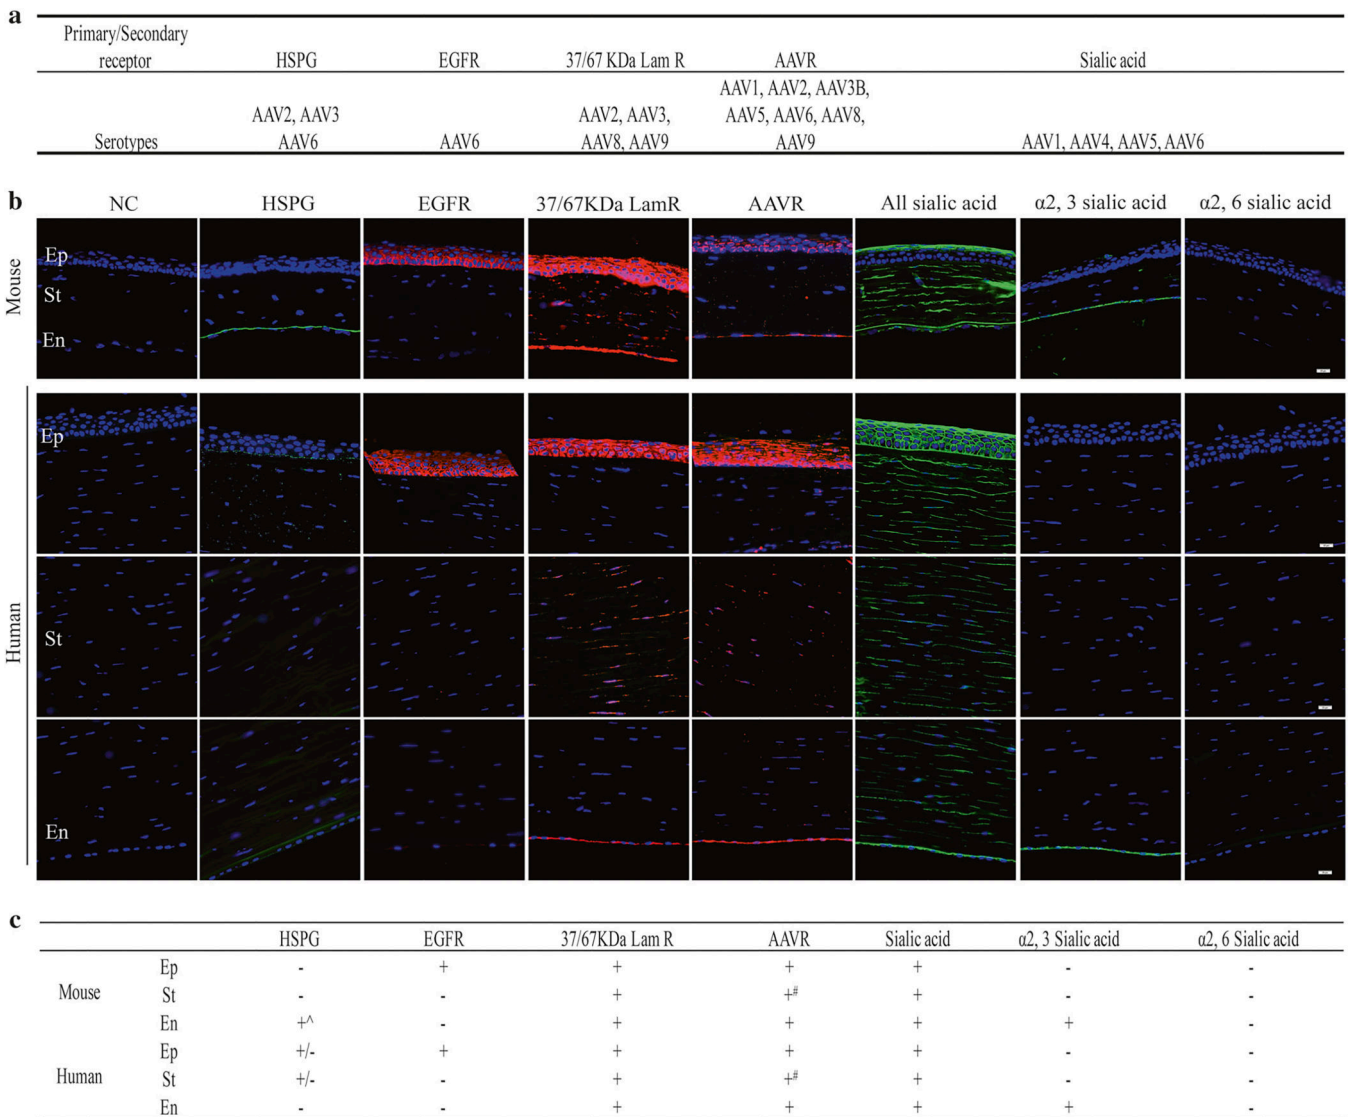 a
Primary/Secondary
receptor HSPG EGFR 37/67 KDa Lam R AAVR Sialic acid
AAV1, AAV2, AAV3B,
AAV2, AAV3 AAV2, AAV3, AAV5, AAV6, AAV8,
Serotypes AAV6 AAV6 AAV8, AAV9 AAV9 AAV1, AAV4, AAV5, AAV6
b
NC HSPG EGFR 37/67KDa LamR AAVR All sialic acid α2, 3 sialic acid α2, 6 sialic acid
Mouse
Ep
St
En
Human
Ep
St
En
c
HSPG EGFR 37/67KDa Lam R AAVR Sialic acid α2, 3 Sialic acid α2, 6 Sialic acid
Ep - + + + + - -
Mouse St - - + +# + - -
En +^ - + + + + -
Ep +/- + + + + - -
Human St +/- - + +# + - -
En - - + + + + -